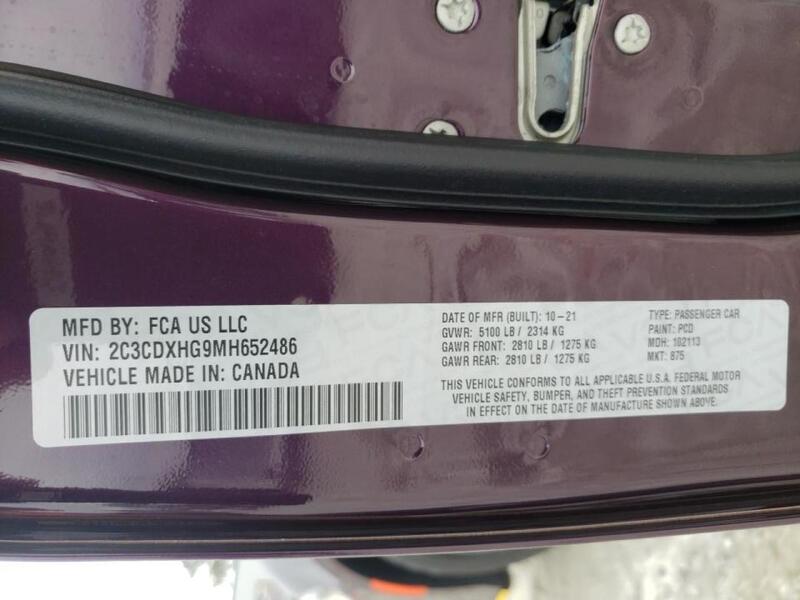 MFD BY: FCA US LLC
VIN: 2C3CDXHG9MH652486
VEHICLE MADE IN: CANADA
DATE OF MFR (BUILT): 10-21
GVWR: 5100 LB / 2314 KG
GAWR FRONT: 2810 LB / 1275 KG
GAWR REAR: 2810 LB / 1275 KG
TYPE: PASSENGER CAR
PAINT: PCD
MDH: 102113
MKT: 875
THIS VEHICLE CONFORMS TO ALL APPLICABLE U.S.A. FEDERAL MOTOR
VEHICLE SAFETY, BUMPER, AND THEFT PREVENTION STANDARDS
IN EFFECT ON THE DATE OF MANUFACTURE SHOWN ABOVE.